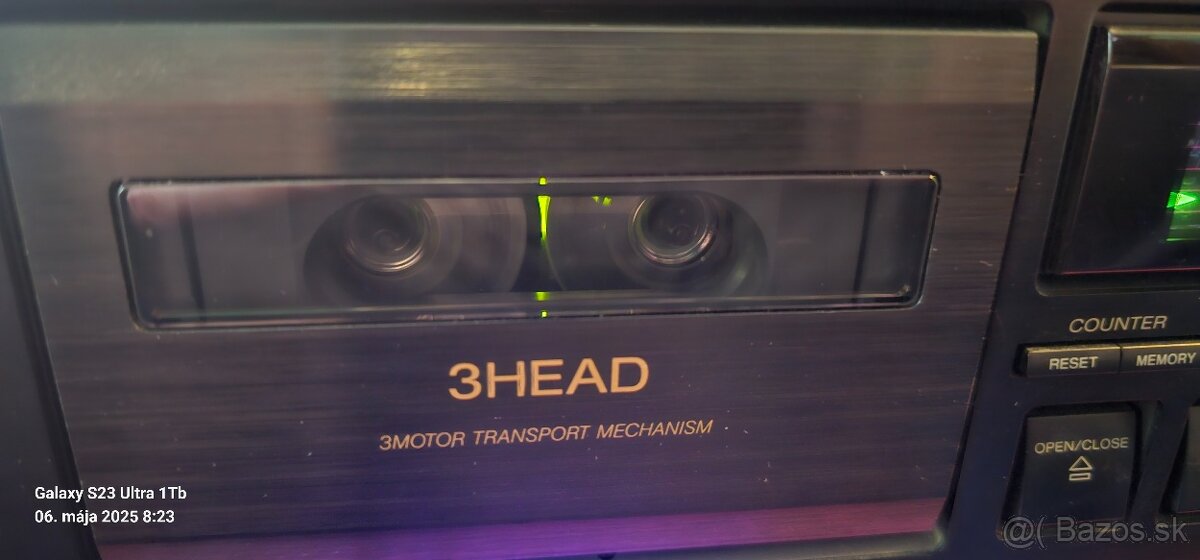 3HEAD
3MOTOR TRANSPORT MECHANISM
COUNTER
RESET
MEMORY
OPEN/CLOSE
Galaxy S23 Ultra 1Tb
06. mája 2025 8:23
@( Bazos.sk